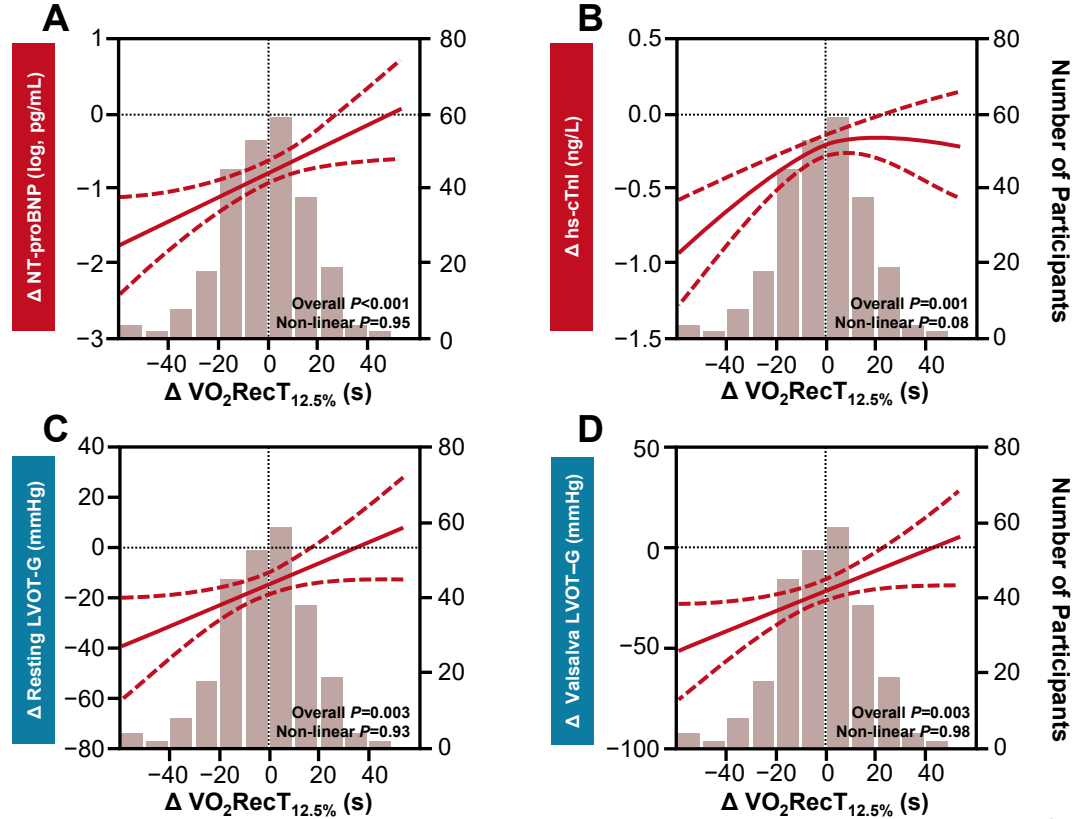 A
Δ NT-proBNP (log, pg/mL)
1
0
−1
−2
−3
80
60
40
20
0
Overall P<0.001
Non-linear P=0.95
−40 −20 0 20 40
Δ VO₂RecT₁₂.₅% (s)
B
Δ hs-cTnI (ng/L)
0.5
0.0
−0.5
−1.0
−1.5
80
60
40
20
0
Number of Participants
Overall P=0.001
Non-linear P=0.08
−40 −20 0 20 40
Δ VO₂RecT₁₂.₅% (s)
C
Δ Resting LVOT-G (mmHg)
40
20
0
−20
−40
−60
−80
80
60
40
20
0
Overall P=0.003
Non-linear P=0.93
−40 −20 0 20 40
Δ VO₂RecT₁₂.₅% (s)
D
Δ Valsalva LVOT−G (mmHg)
50
0
−50
−100
80
60
40
20
0
Number of Participants
Overall P=0.003
Non-linear P=0.98
−40 −20 0 20 40
Δ VO₂RecT₁₂.₅% (s)